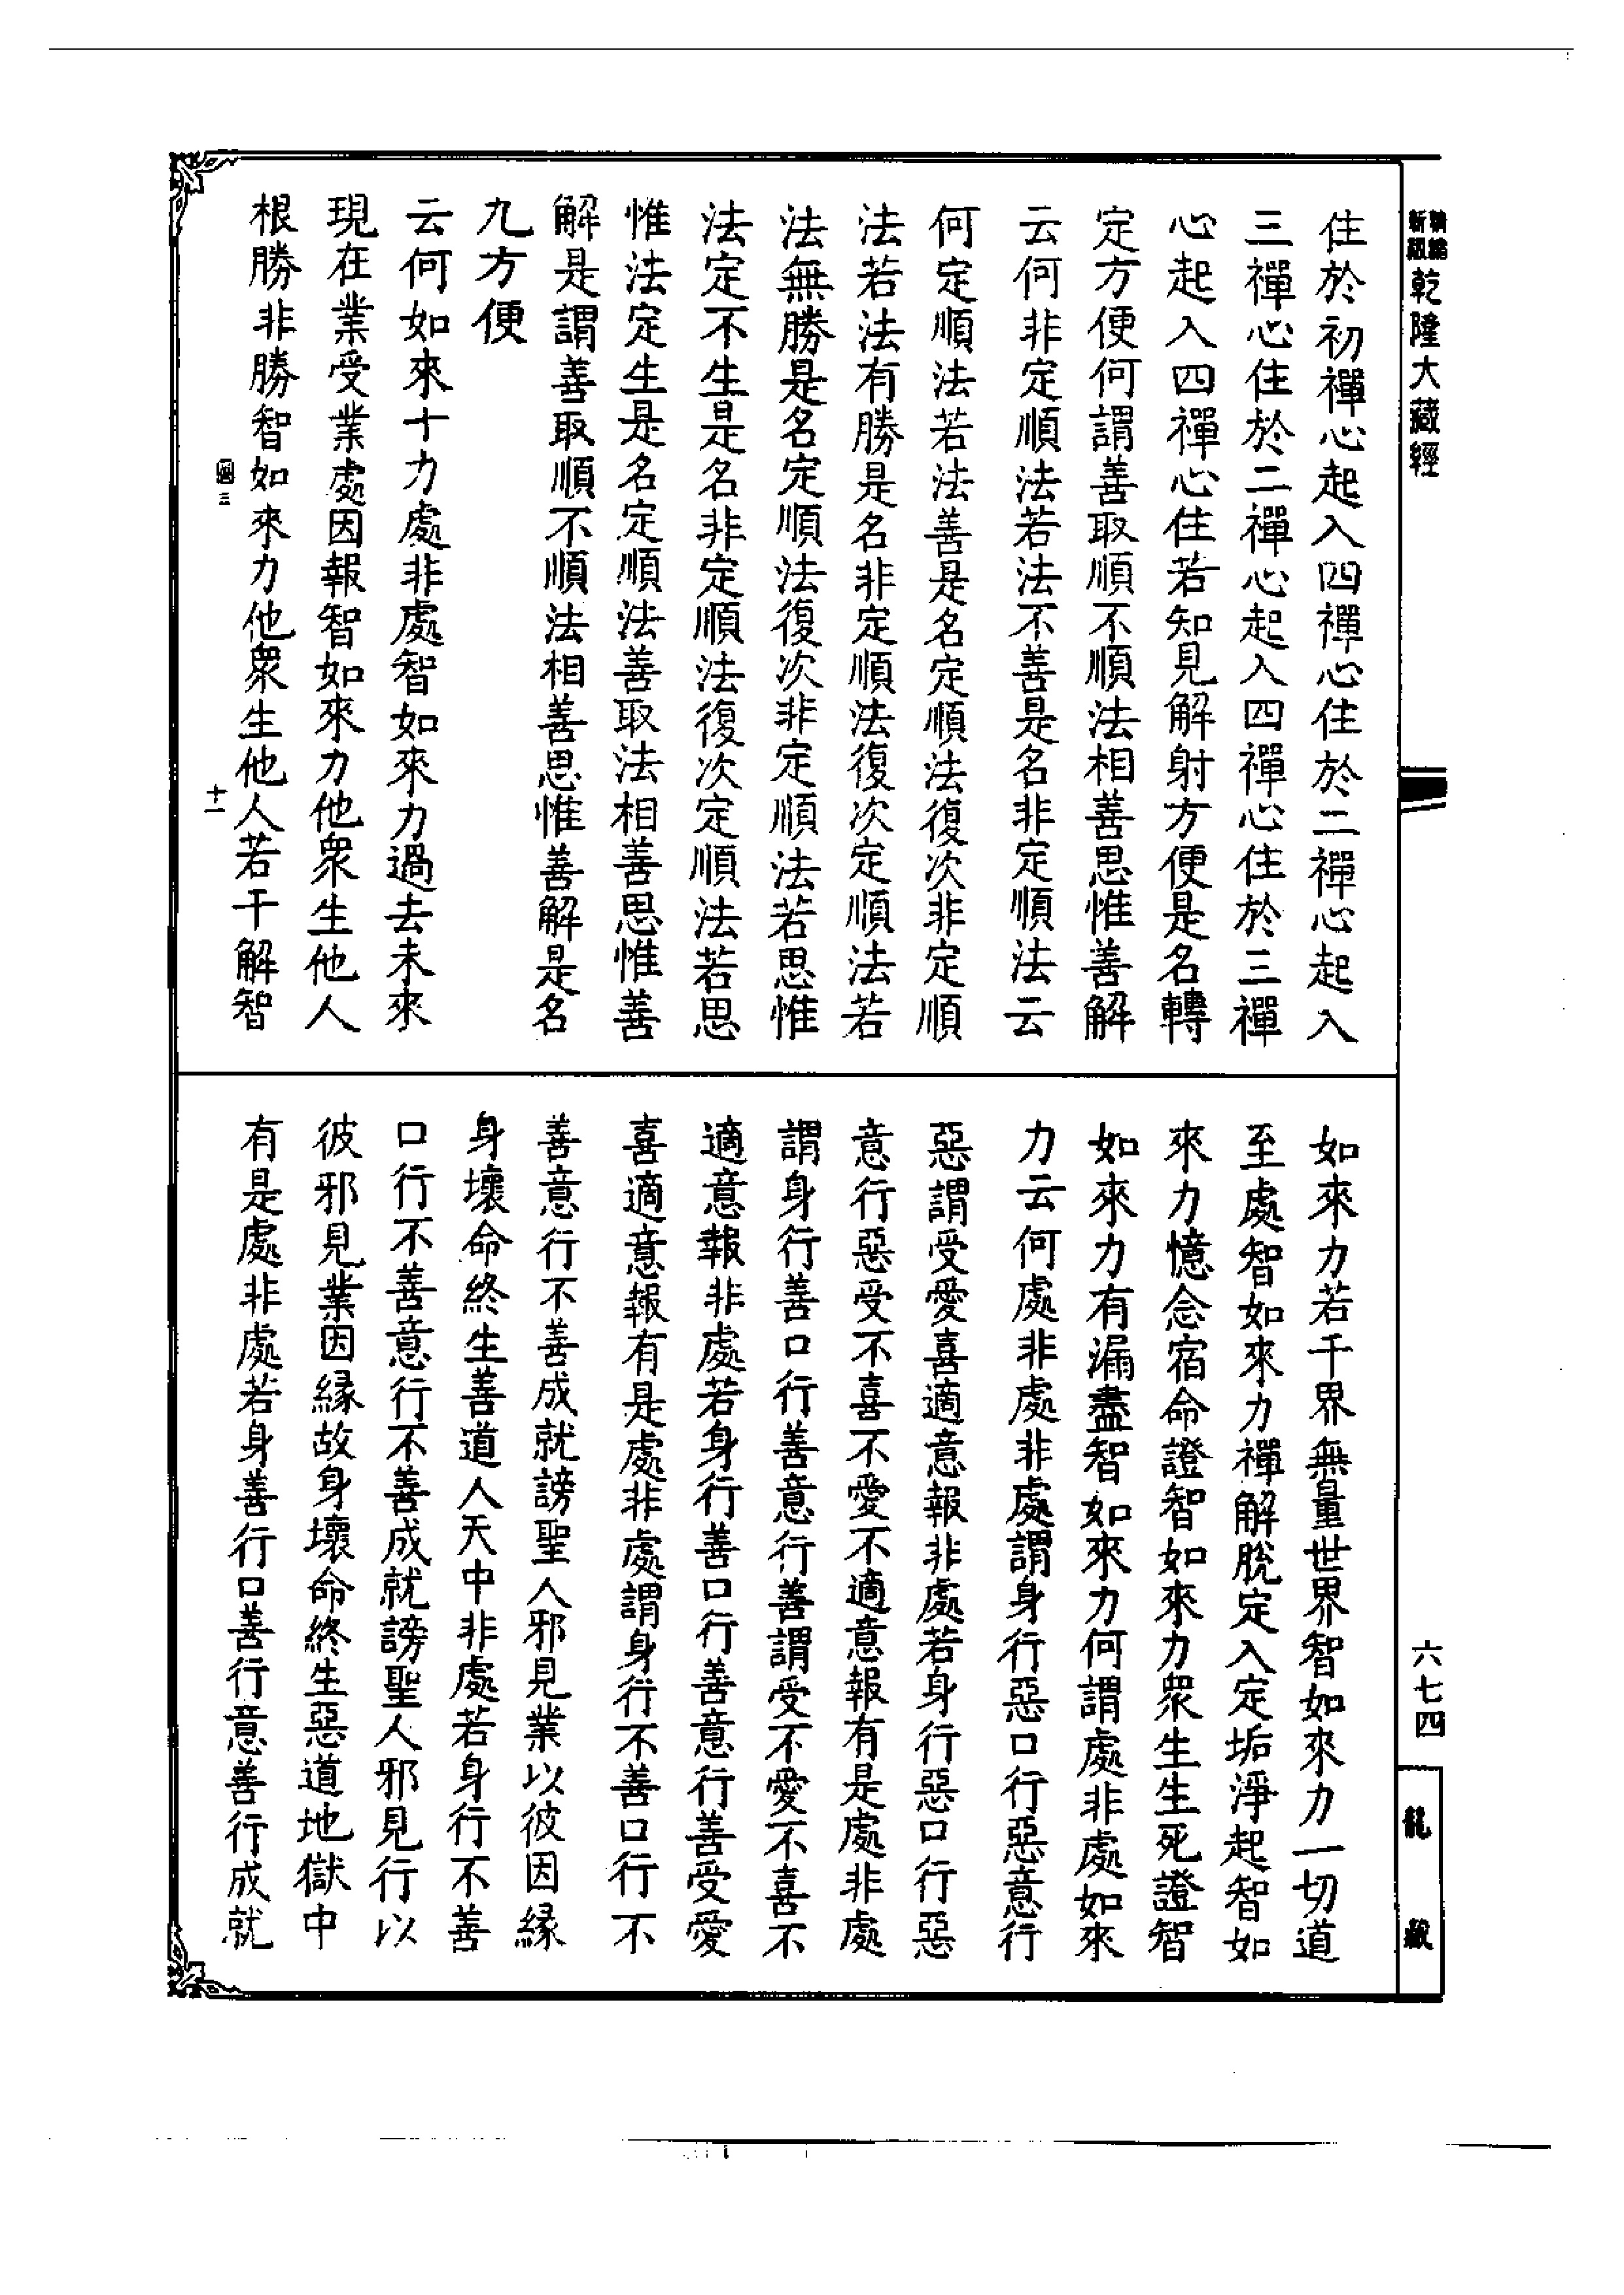 新編縮版乾隆大藏經
住於初禪心起入四禪心住於二禪心起入
三禪心住於二禪心起入四禪心住於三禪
心起入四禪心住若知見解射方便是名轉
定方便何謂善取順不順法相善思惟善解
云何非定順法若法不善是名非定順法云
何定順法若法善是名定順法復次非定順
法若法有勝是名非定順法復次定順法若
法無勝是名定順法復次非定順法若思惟
法定不生是名非定順法復次定順法若思
惟法定生是名定順法善取法相善思惟善
解是謂善取順不順法相善思惟善解是名
九方便
云何如來十力處非處智如來力過去未來
現在業受業處因報智如來力他眾生他人
根勝非勝智如來力他眾生他人若干解智
三
十一
如來力若干界無量世界智如來力一切道
至處智如來力禪解脫定入定垢淨起智如
來力憶念宿命證智如來力眾生生死證智
如來力有漏盡智如來力何謂處非處如來
力云何處非處非處謂身行惡口行惡意行
惡謂受愛喜適意報非處若身行惡口行惡
意行惡受不喜不愛不適意報有是處非處
謂身行善口行善意行善謂受不愛不喜不
適意報非處若身行善口行善意行善受愛
喜適意報有是處非處謂身行不善口行不
善意行不善成就謗聖人邪見業以彼因緣
身壞命終生善道人天中非處若身行不善
口行不善意行不善成就謗聖人邪見行以
彼邪見業因緣故身壞命終生惡道地獄中
有是處非處若身善行口善行意善行成就
六七四
龍藏